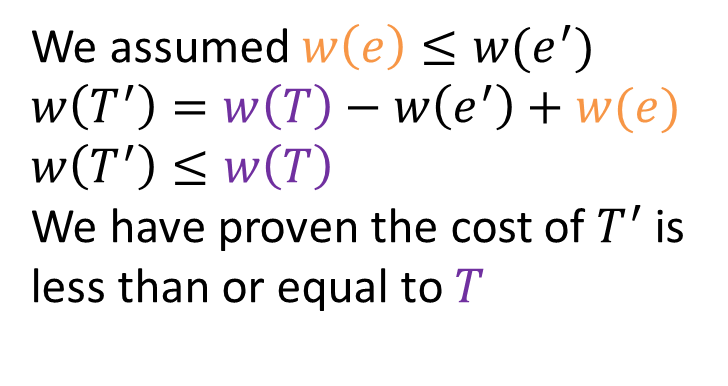 We assumed w(e) ≤ w(e′)
w(T′) = w(T) − w(e′) + w(e)
w(T′) ≤ w(T)
We have proven the cost of T′ is
less than or equal to T